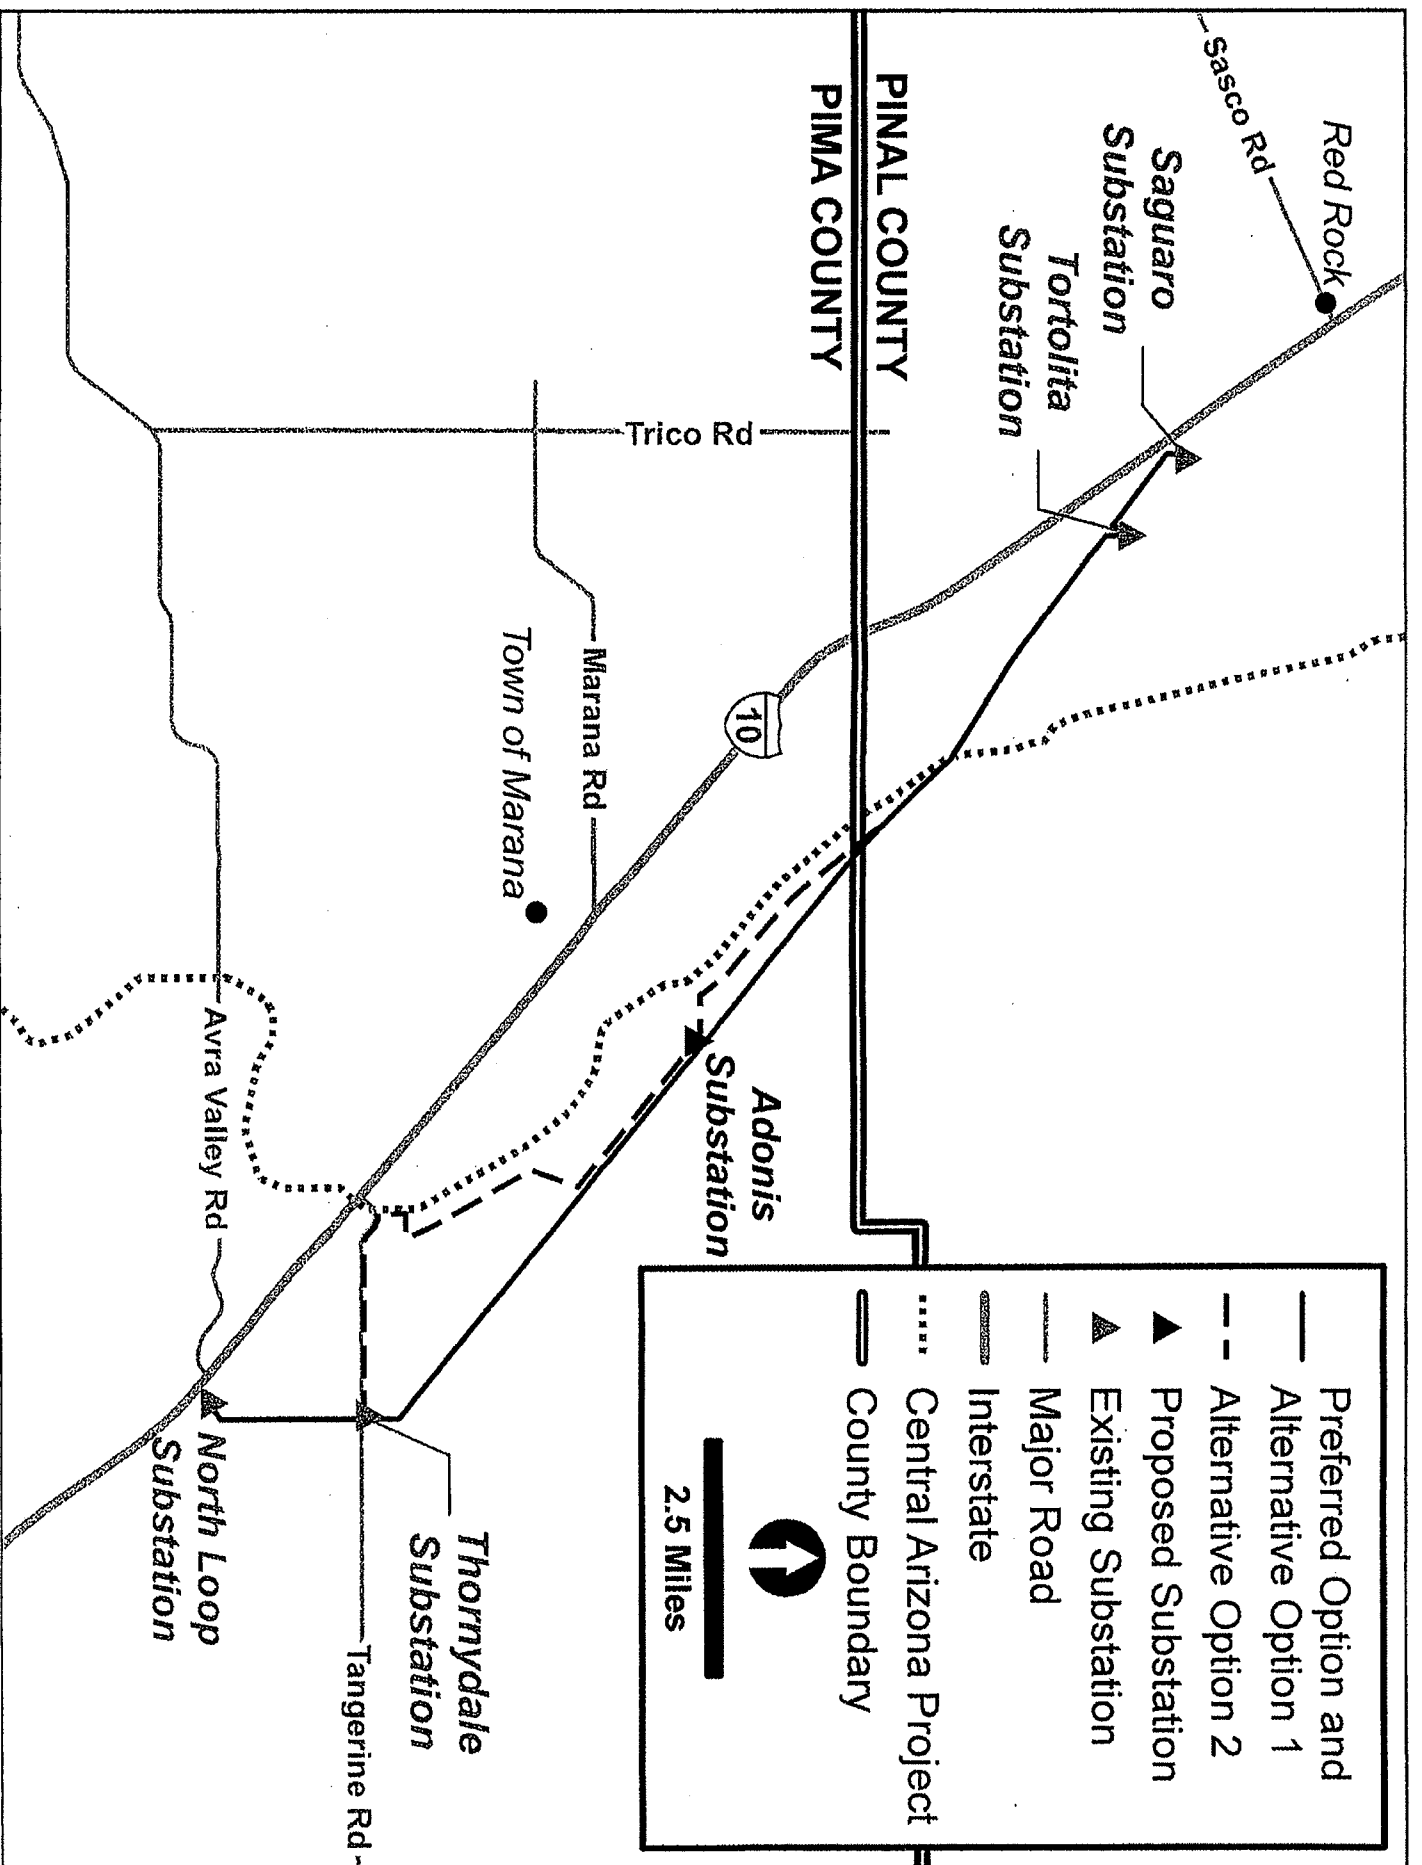 Red Rock
Sasco Rd
Saguaro
Substation
Tortolita
Substation
PINAL COUNTY
PIMA COUNTY
Trico Rd
10
Marana Rd
Town of Marana
Adonis
Substation
Avra Valley Rd
Thornydale
Substation
North Loop
Substation
Tangerine Rd
Preferred Option and
Alternative Option 1
Alternative Option 2
Proposed Substation
Existing Substation
Major Road
Interstate
Central Arizona Project
County Boundary
2.5 Miles